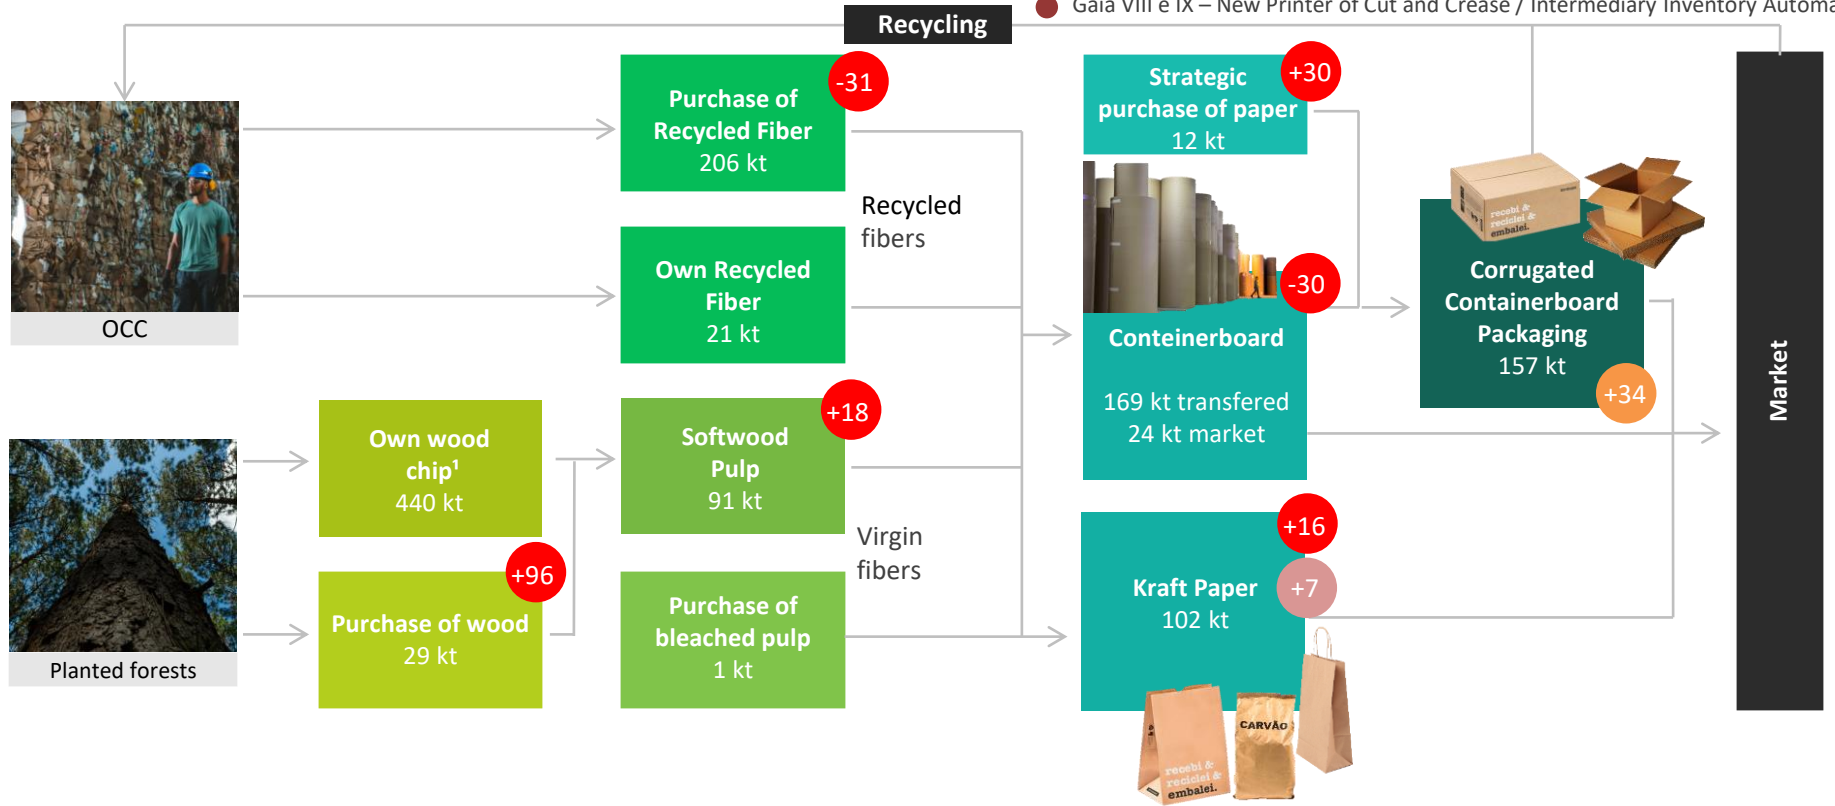 Gaia VIII e IX – New Printer of Cut and Crease / Intermediary Inventory Automa
Recycling
Purchase of
Recycled Fiber
206 kt
-31
Strategic
purchase of paper
12 kt
+30
Recycled
fibers
Own Recycled
Fiber
21 kt
OCC
-30
Conteinerboard
169 kt transfered
24 kt market
recebi &
reciclei &
embalei.
Corrugated
Containerboard
Packaging
157 kt
+34
Market
Own wood
chip¹
440 kt
Softwood
Pulp
91 kt
+18
Planted forests
Purchase of wood
29 kt
+96
Virgin
fibers
Purchase of
bleached pulp
1 kt
Kraft Paper
102 kt
+16
+7
recebi &
reciclei &
embalei.
CARVÃO